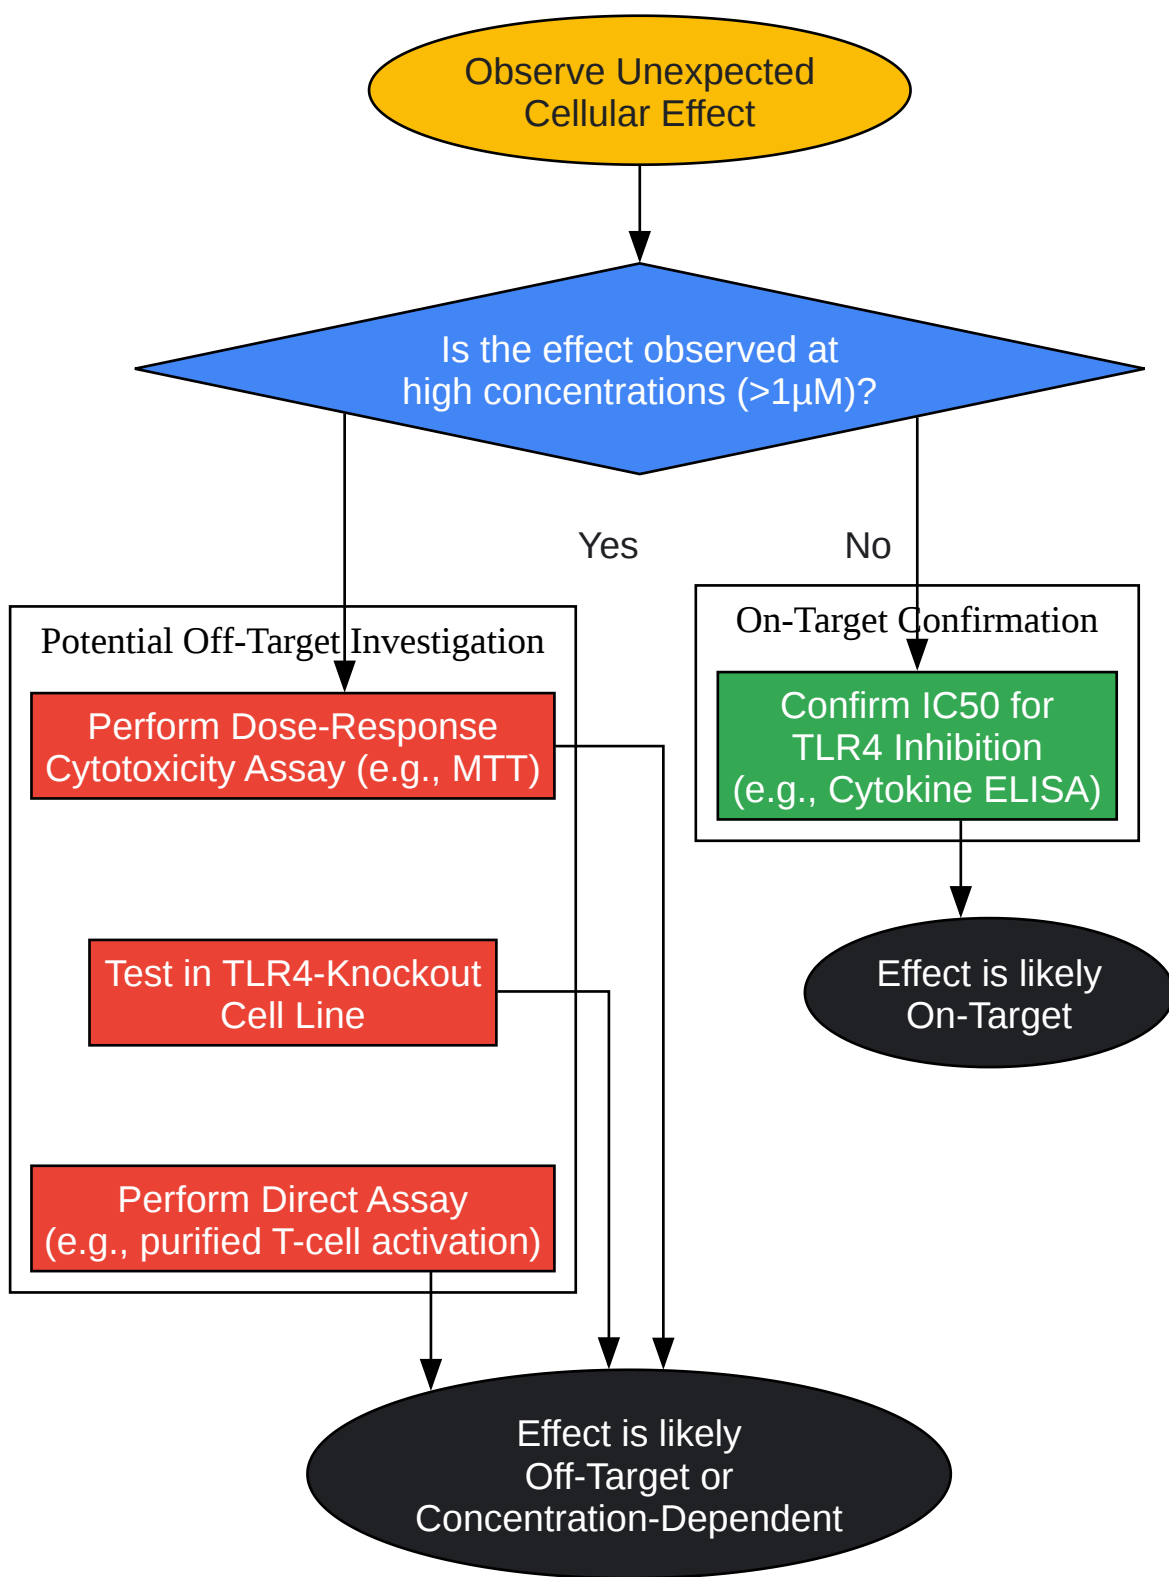 Observe Unexpected
Cellular Effect
Is the effect observed at
high concentrations (>1µM)?
Yes
No
Potential Off-Target Investigation
On-Target Confirmation
Perform Dose-Response
Cytotoxicity Assay (e.g., MTT)
Confirm IC50 for
TLR4 Inhibition
(e.g., Cytokine ELISA)
Test in TLR4-Knockout
Cell Line
Effect is likely
On-Target
Perform Direct Assay
(e.g., purified T-cell activation)
Effect is likely
Off-Target or
Concentration-Dependent